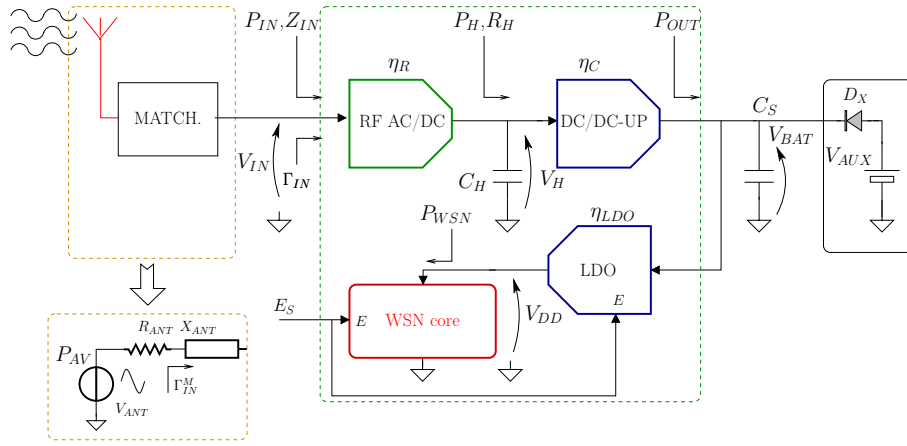 P_IN, Z_IN
P_H, R_H
P_OUT
η_R
η_C
MATCH.
RF AC/DC
DC/DC-UP
C_S
D_X
V_IN
Γ_IN
C_H
V_H
V_BAT
V_AUX
P_WSN
η_LDO
LDO
E
V_DD
E_S
E
WSN core
R_ANT
X_ANT
P_AV
Γ^M_IN
V_ANT